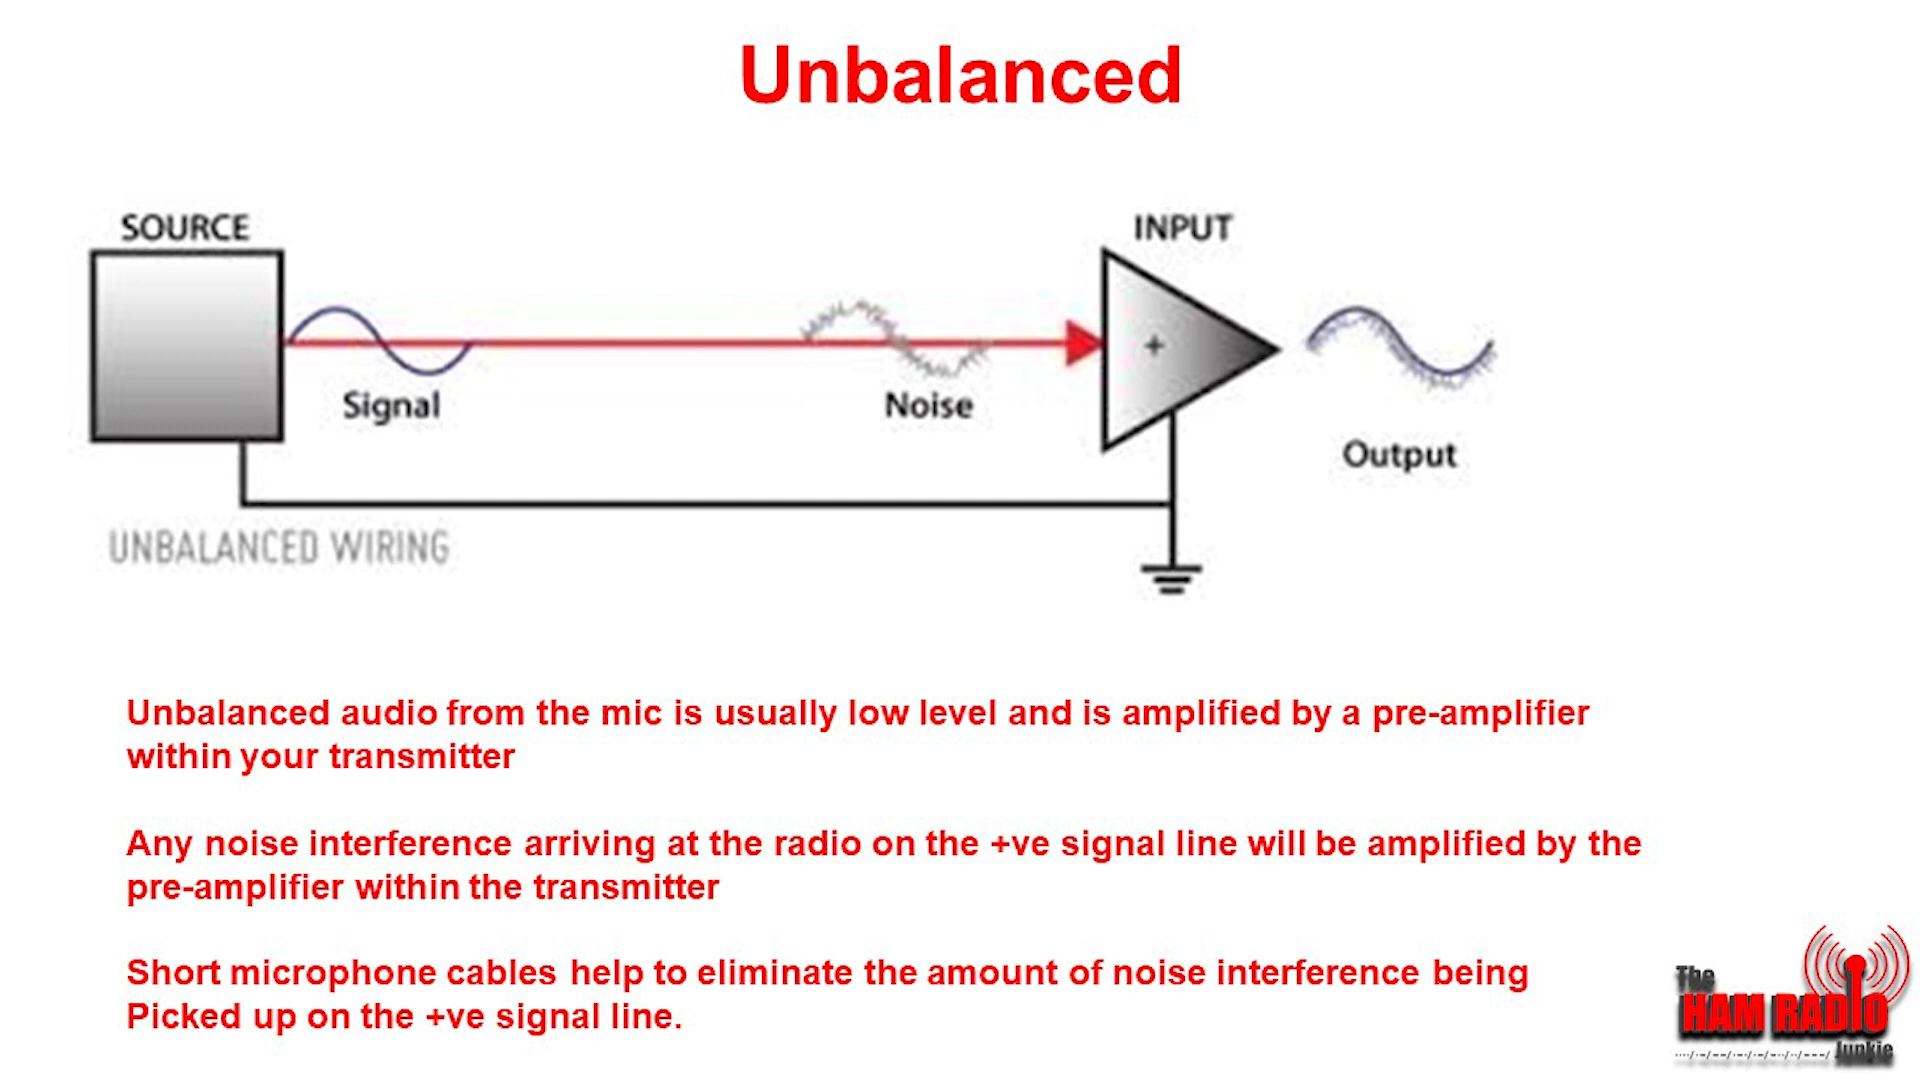 Unbalanced
SOURCE
INPUT
+
Signal
Noise
Output
UNBALANCED WIRING
Unbalanced audio from the mic is usually low level and is amplified by a pre-amplifier
within your transmitter
Any noise interference arriving at the radio on the +ve signal line will be amplified by the
pre-amplifier within the transmitter
Short microphone cables help to eliminate the amount of noise interference being
Picked up on the +ve signal line.
The
HAM RADIO
Junkie